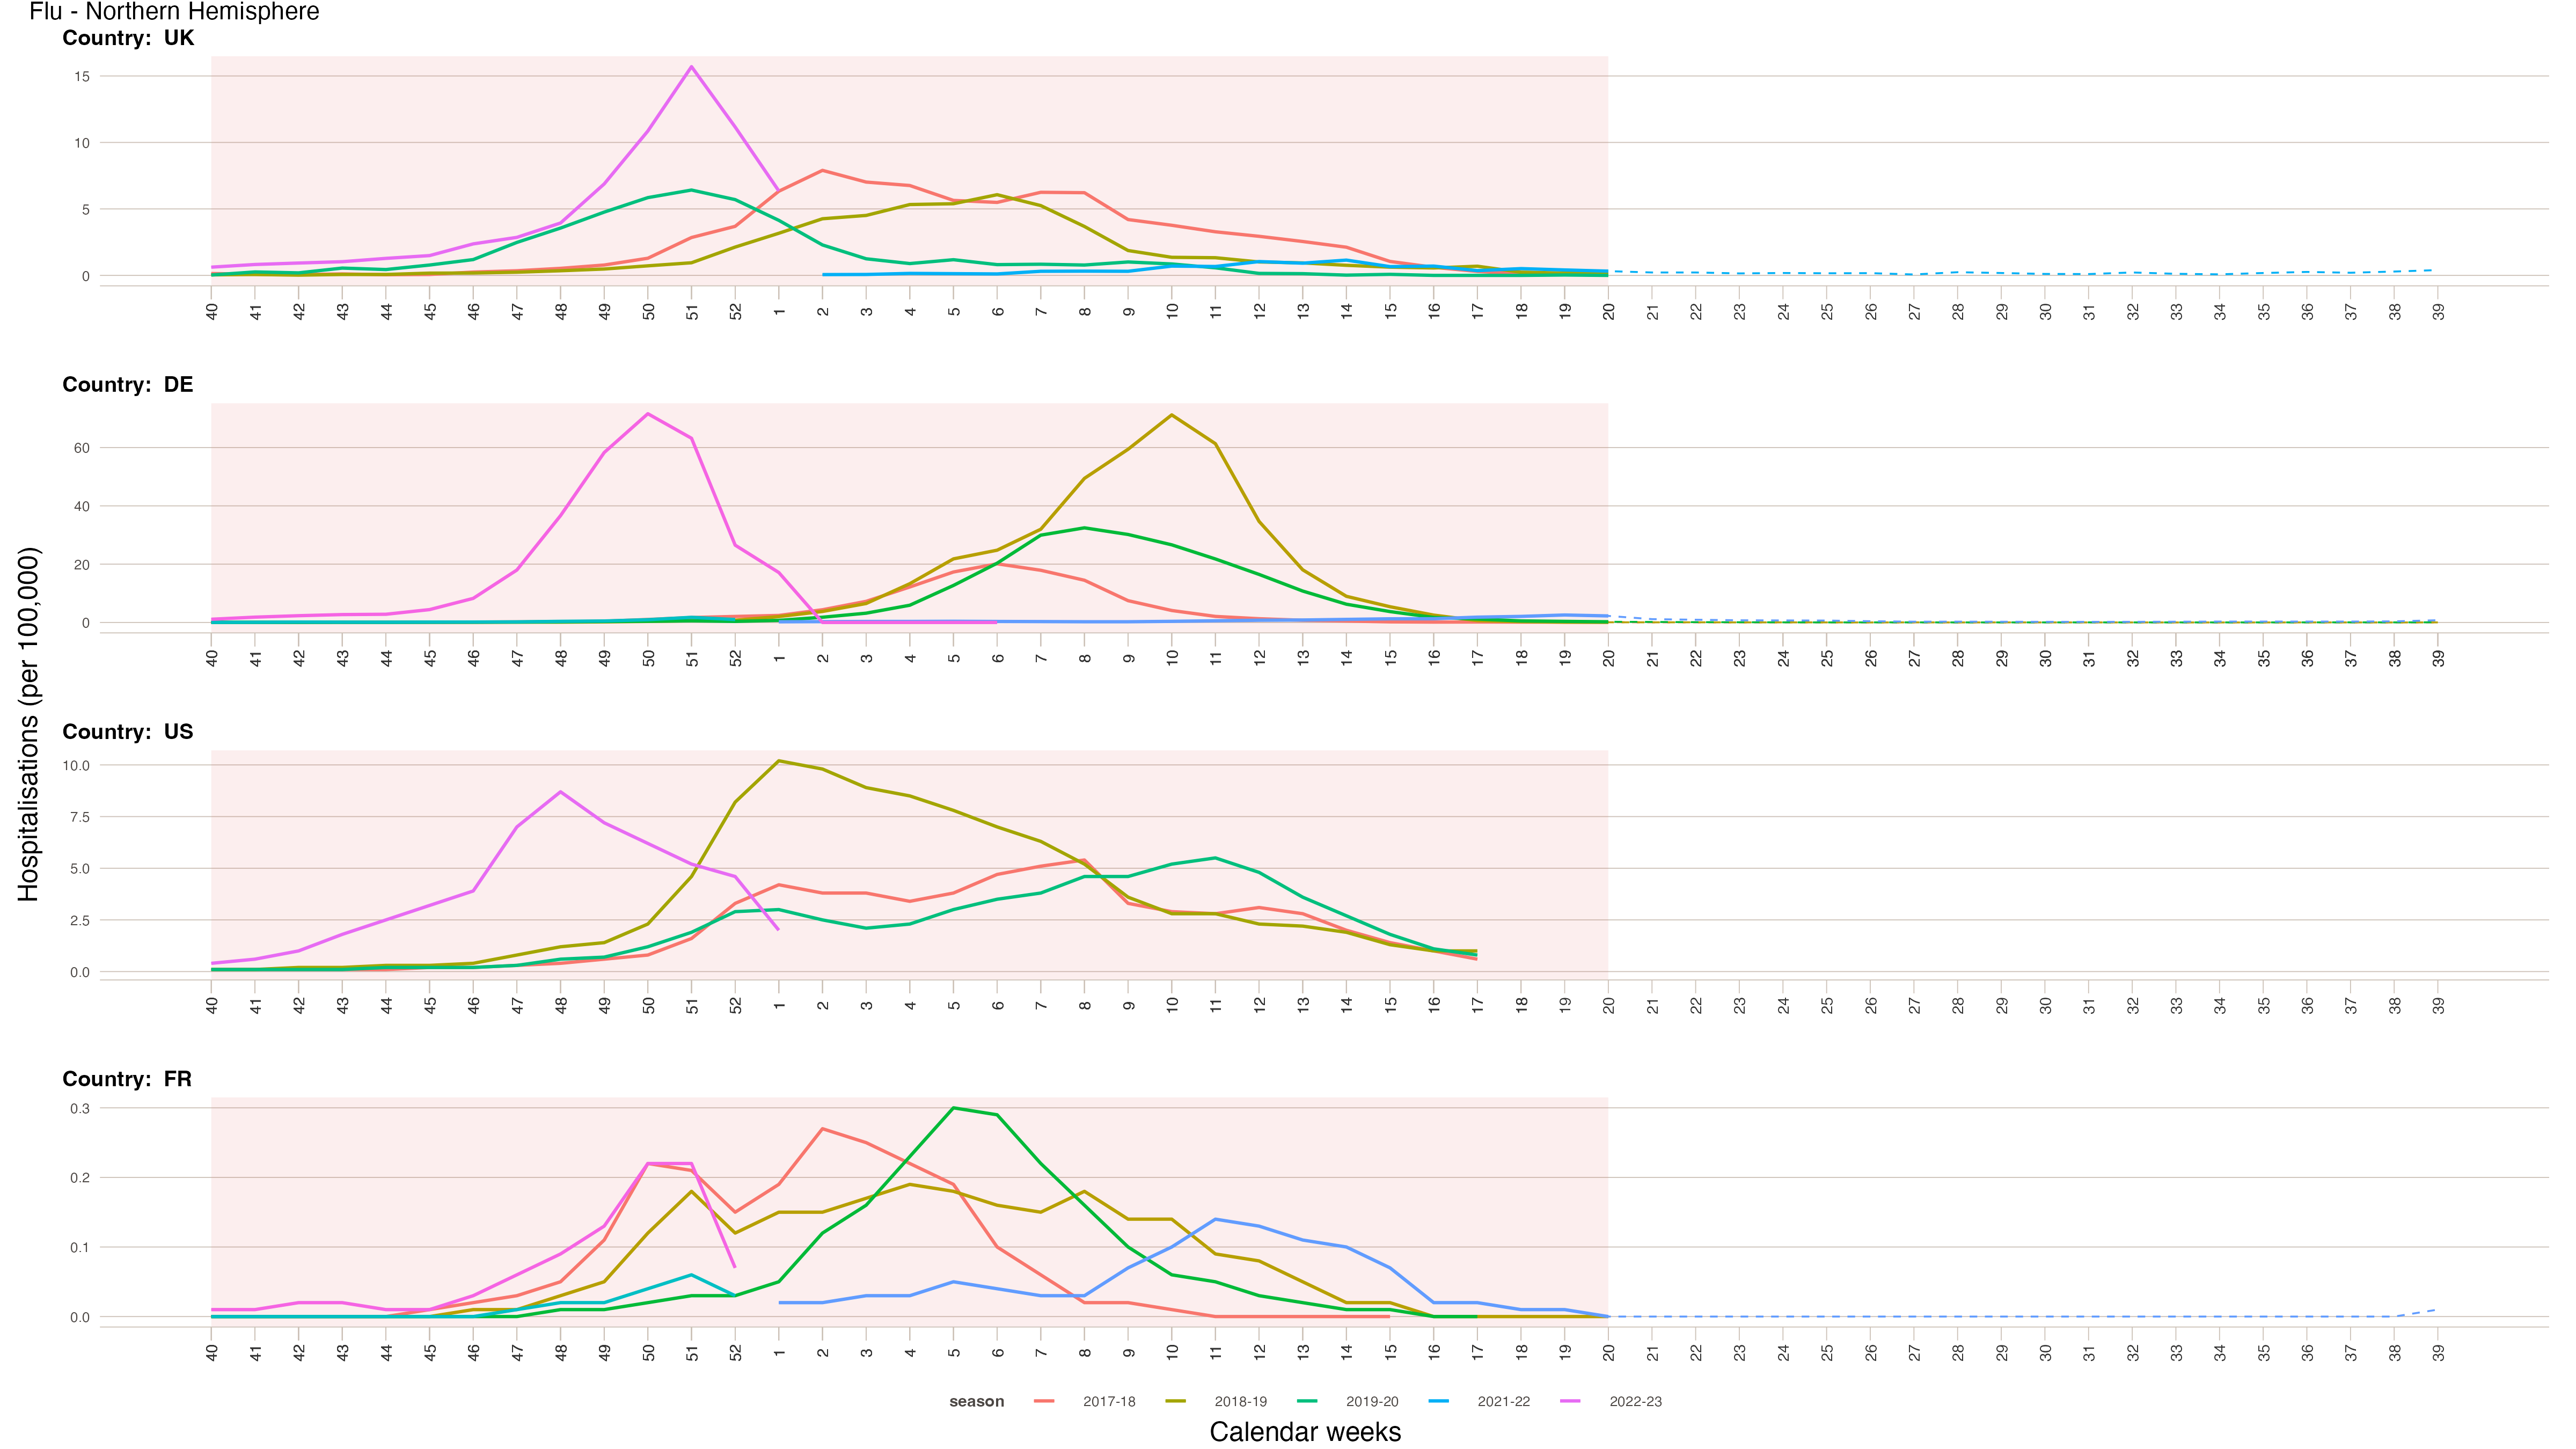 Flu - Northern Hemisphere
Country: UK
15
10
5
0
40 41 42 43 44 45 46 47 48 49 50 51 52 1 2 3 4 5 6 7 8 9 10 11 12 13 14 15 16 17 18 19 20 21 22 23 24 25 26 27 28 29 30 31 32 33 34 35 36 37 38 39
Country: DE
60
40
20
0
40 41 42 43 44 45 46 47 48 49 50 51 52 1 2 3 4 5 6 7 8 9 10 11 12 13 14 15 16 17 18 19 20 21 22 23 24 25 26 27 28 29 30 31 32 33 34 35 36 37 38 39
Hospitalisations (per 100,000)
Country: US
10.0
7.5
5.0
2.5
0.0
40 41 42 43 44 45 46 47 48 49 50 51 52 1 2 3 4 5 6 7 8 9 10 11 12 13 14 15 16 17 18 19 20 21 22 23 24 25 26 27 28 29 30 31 32 33 34 35 36 37 38 39
Country: FR
0.3
0.2
0.1
0.0
40 41 42 43 44 45 46 47 48 49 50 51 52 1 2 3 4 5 6 7 8 9 10 11 12 13 14 15 16 17 18 19 20 21 22 23 24 25 26 27 28 29 30 31 32 33 34 35 36 37 38 39
season 2017-18 2018-19 2019-20 2021-22 2022-23
Calendar weeks